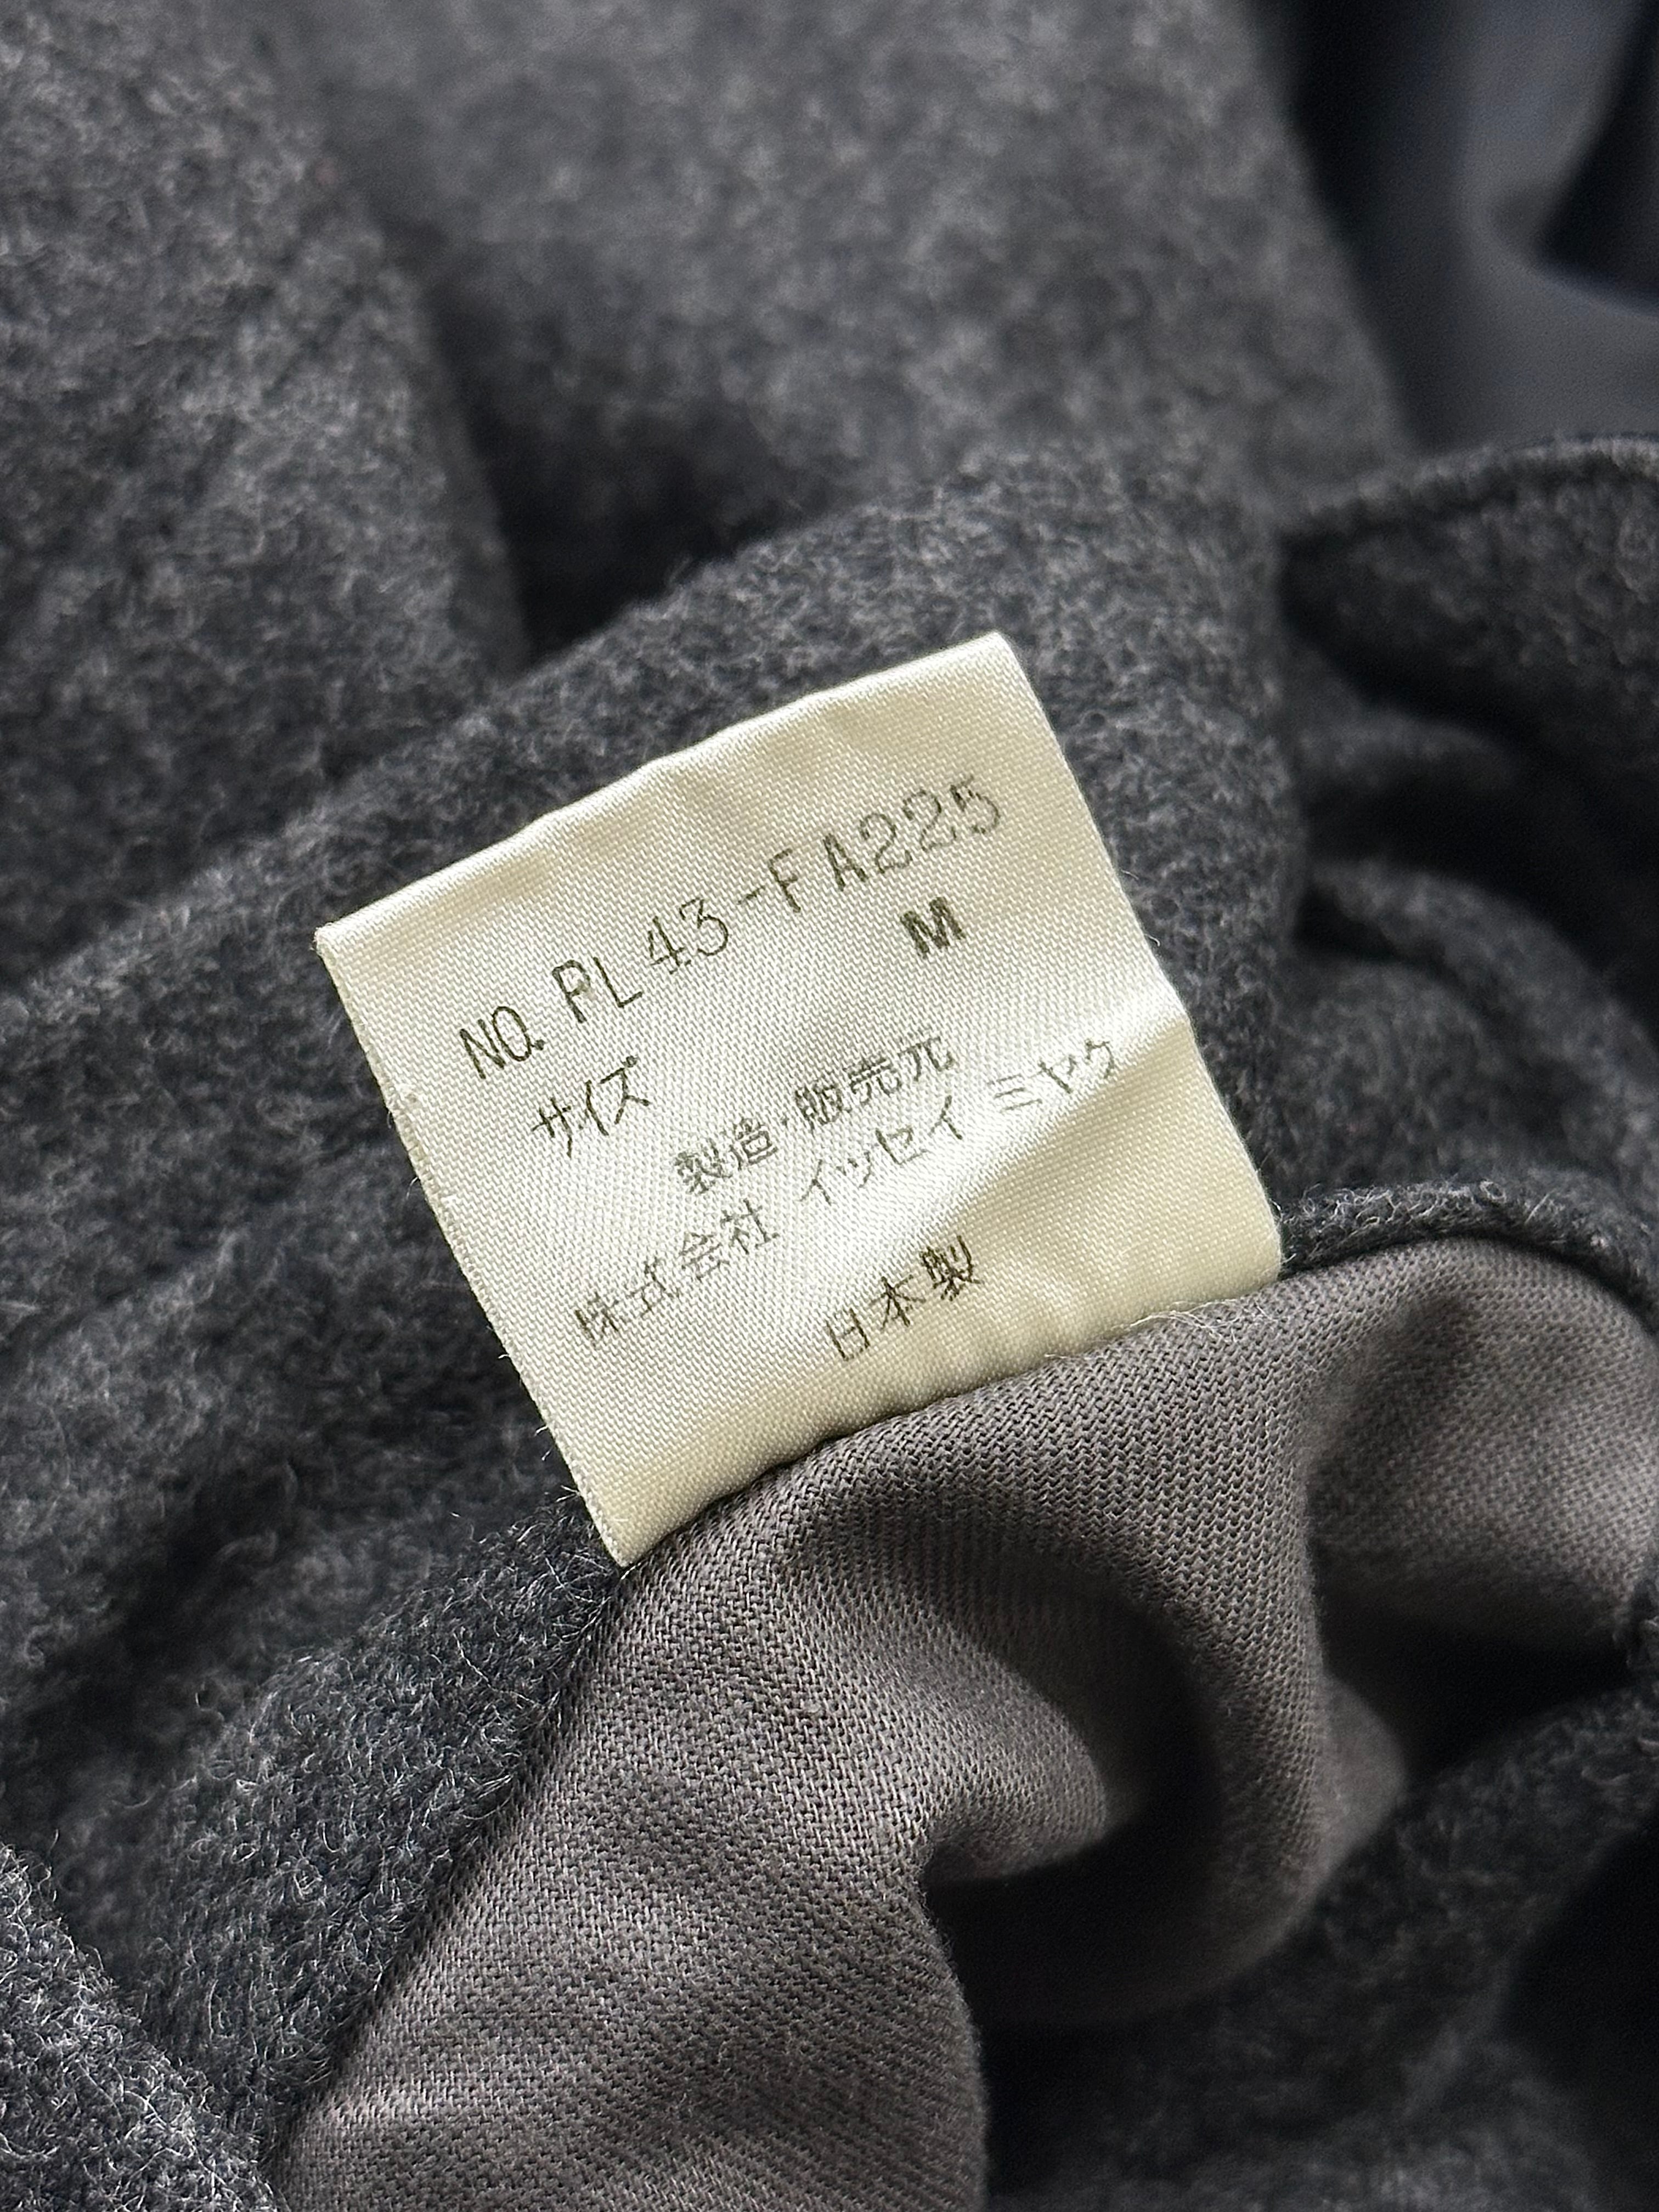 NO. PL43-FA225
サイズ M
製造・販売元
株式会社 イッセイ ミヤケ
日本製